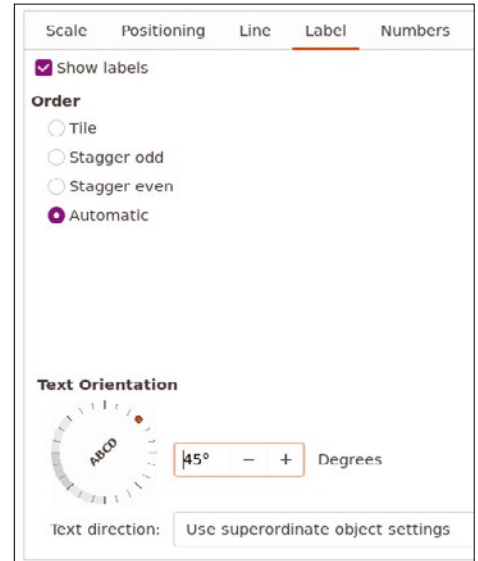 Scale Positioning Line Label Numbers
Show labels
Order
Tile
Stagger odd
Stagger even
Automatic
Text Orientation
ABCD
45° − + Degrees
Text direction: Use superordinate object settings